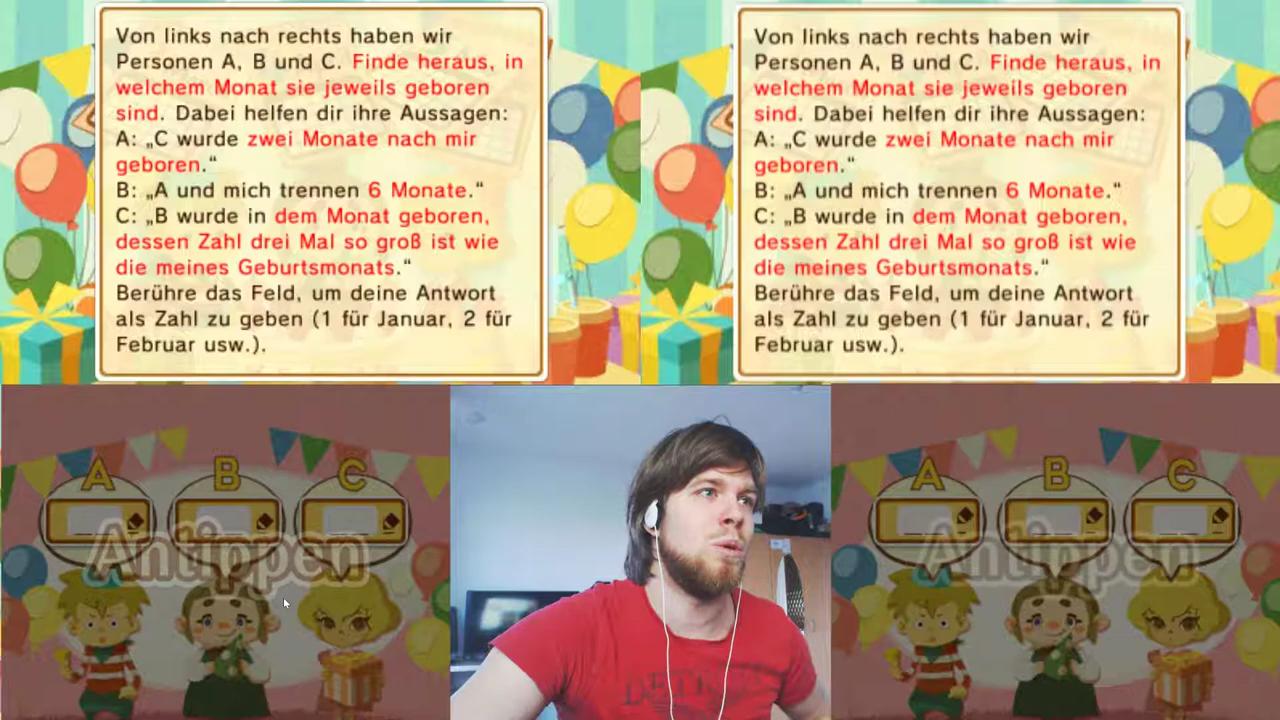 Von links nach rechts haben wir
Personen A, B und C. Finde heraus, in
welchem Monat sie jeweils geboren
sind. Dabei helfen dir ihre Aussagen:
A: „C wurde zwei Monate nach mir
geboren.“
B: „A und mich trennen 6 Monate.“
C: „B wurde in dem Monat geboren,
dessen Zahl drei Mal so groß ist wie
die meines Geburtsmonats.“
Berühre das Feld, um deine Antwort
als Zahl zu geben (1 für Januar, 2 für
Februar usw.).
Von links nach rechts haben wir
Personen A, B und C. Finde heraus, in
welchem Monat sie jeweils geboren
sind. Dabei helfen dir ihre Aussagen:
A: „C wurde zwei Monate nach mir
geboren.“
B: „A und mich trennen 6 Monate.“
C: „B wurde in dem Monat geboren,
dessen Zahl drei Mal so groß ist wie
die meines Geburtsmonats.“
Berühre das Feld, um deine Antwort
als Zahl zu geben (1 für Januar, 2 für
Februar usw.).
A B C
Antippen
A B C
Antippen